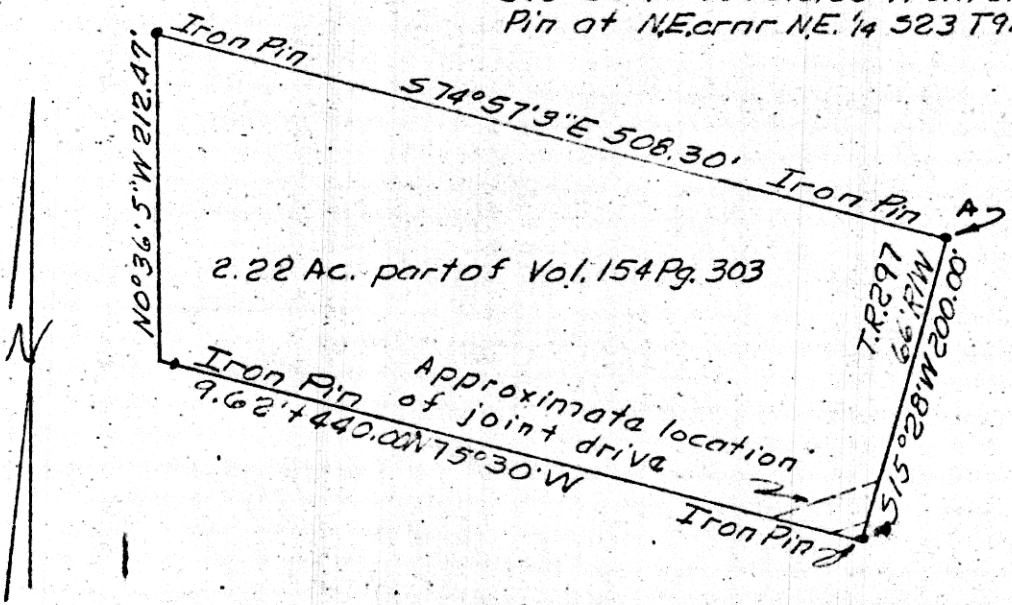 Pin at N.E.crnr N.E. 1/4 S23
Iron Pin
S74°57'9"E 508.30'
Iron Pin
A
N0°36'5"W 212.47'
2.22 Ac. part of Vol. 154 Pg. 303
T.R.297
66' R/W
S15°28'W 200.00'
N
Iron Pin
Approximate location
of joint drive
9.62'+440.00 N75°30'W
Iron Pin